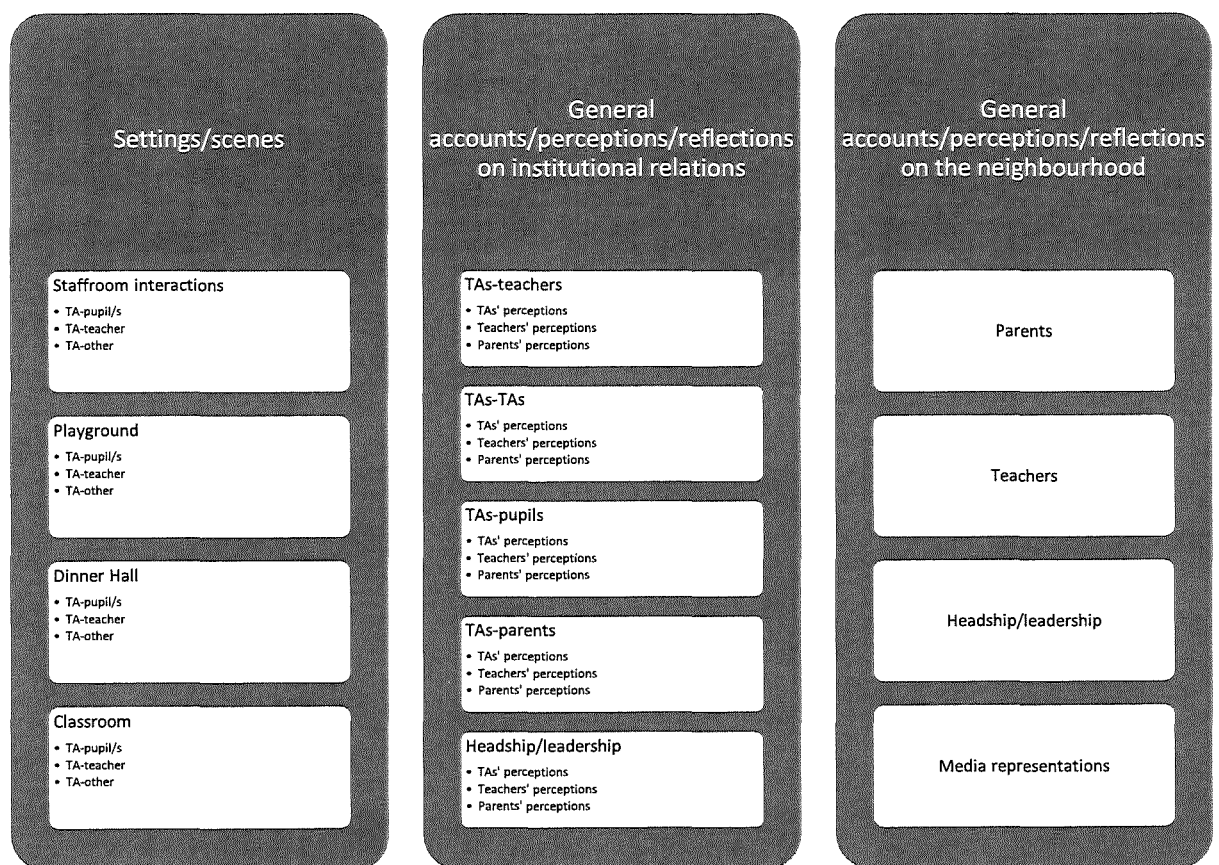 Settings/scenes
Staffroom interactions
• TA-pupil/s
• TA-teacher
• TA-other
Playground
• TA-pupil/s
• TA-teacher
• TA-other
Dinner Hall
• TA-pupil/s
• TA-teacher
• TA-other
Classroom
• TA-pupil/s
• TA-teacher
• TA-other
General
accounts/perceptions/reflections
on institutional relations
TAs-teachers
• TAs' perceptions
• Teachers' perceptions
• Parents' perceptions
TAs-TAs
• TAs' perceptions
• Teachers' perceptions
• Parents' perceptions
TAs-pupils
• TAs' perceptions
• Teachers' perceptions
• Parents' perceptions
TAs-parents
• TAs' perceptions
• Teachers' perceptions
• Parents' perceptions
Headship/leadership
• TAs' perceptions
• Teachers' perceptions
• Parents' perceptions
General
accounts/perceptions/reflections
on the neighbourhood
Parents
Teachers
Headship/leadership
Media representations